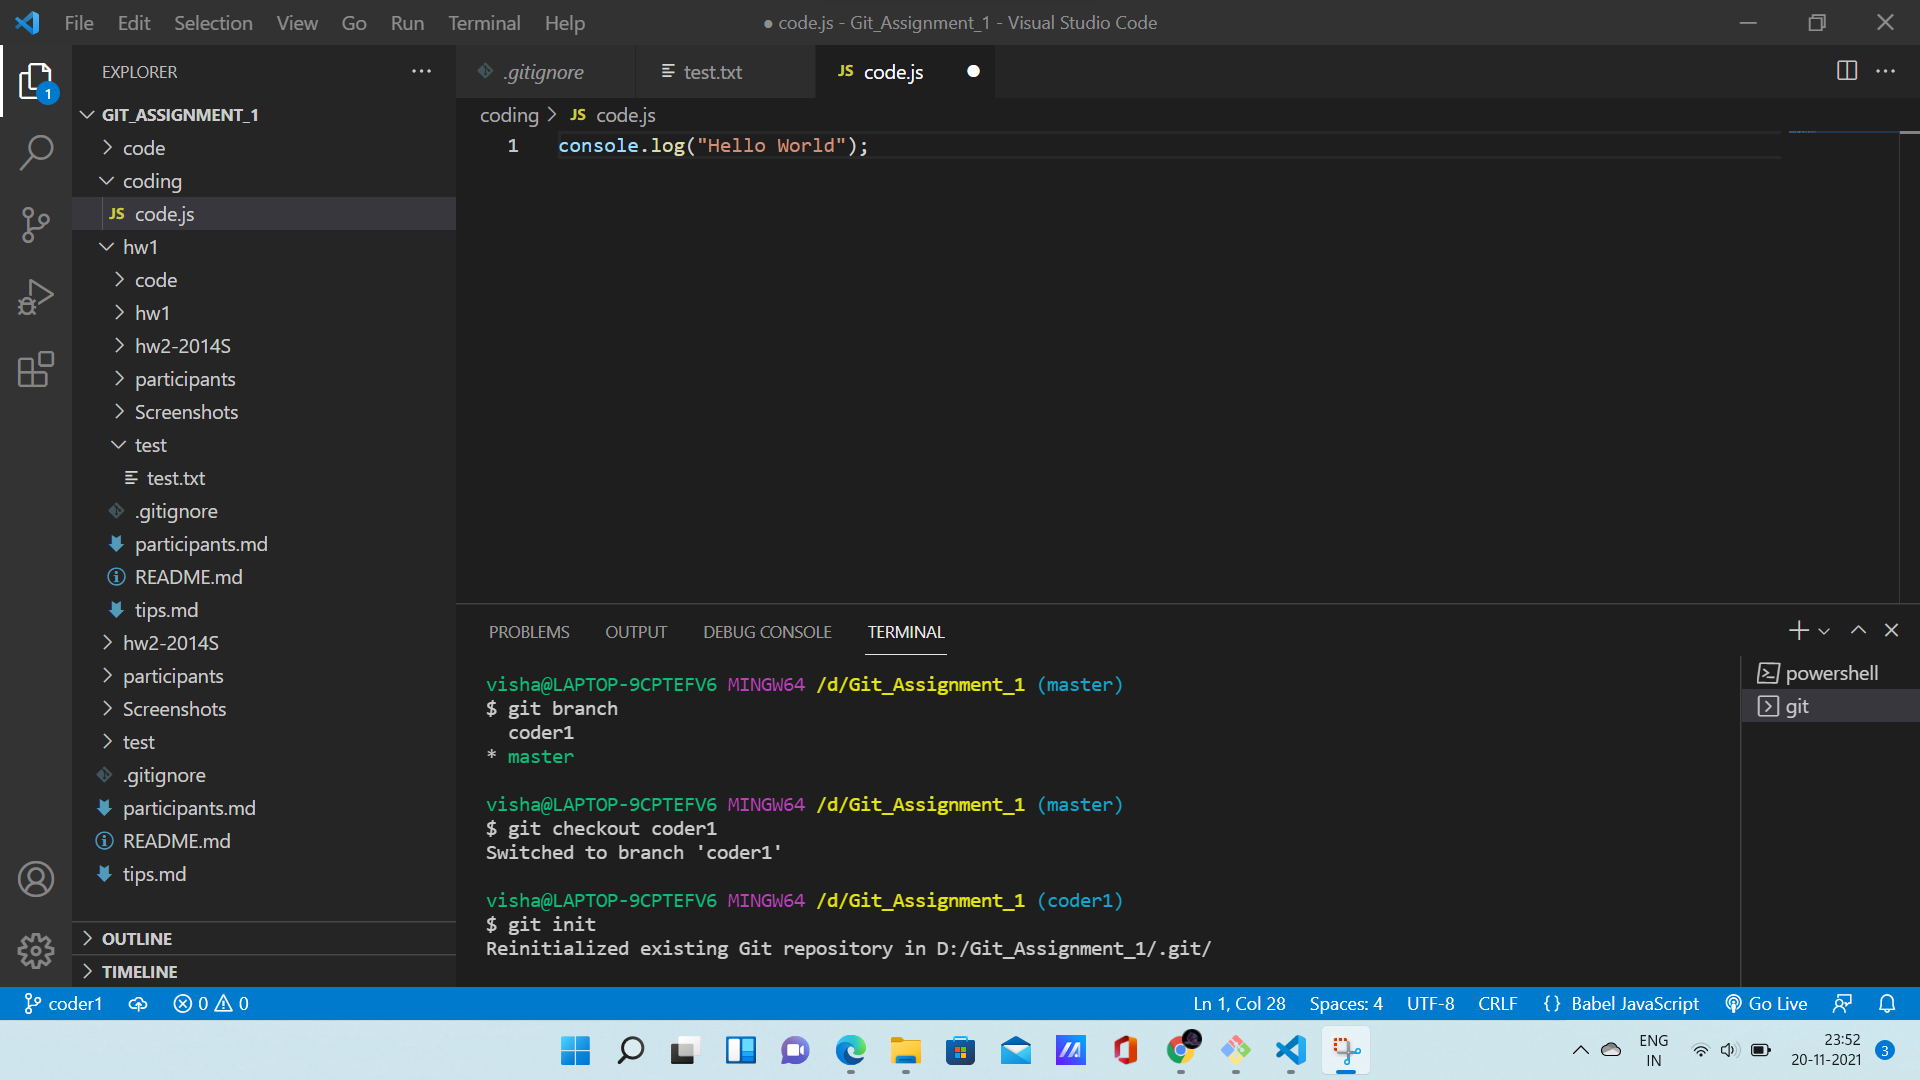 File Edit Selection View Go Run Terminal Help
● code.js - Git_Assignment_1 - Visual Studio Code
1
EXPLORER
GIT_ASSIGNMENT_1
code
coding
JS code.js
hw1
code
hw1
hw2-2014S
participants
Screenshots
test
test.txt
.gitignore
participants.md
README.md
tips.md
hw2-2014S
participants
Screenshots
test
.gitignore
participants.md
README.md
tips.md
OUTLINE
TIMELINE
.gitignore test.txt JS code.js
coding > JS code.js
1 console.log("Hello World");
PROBLEMS OUTPUT DEBUG CONSOLE TERMINAL
visha@LAPTOP-9CPTEFV6 MINGW64 /d/Git_Assignment_1 (master)
$ git branch
coder1
* master
visha@LAPTOP-9CPTEFV6 MINGW64 /d/Git_Assignment_1 (master)
$ git checkout coder1
Switched to branch 'coder1'
visha@LAPTOP-9CPTEFV6 MINGW64 /d/Git_Assignment_1 (coder1)
$ git init
Reinitialized existing Git repository in D:/Git_Assignment_1/.git/
powershell
git
coder1 0 0 Ln 1, Col 28 Spaces: 4 UTF-8 CRLF {} Babel JavaScript Go Live
ENG
IN
23:52
20-11-2021
3